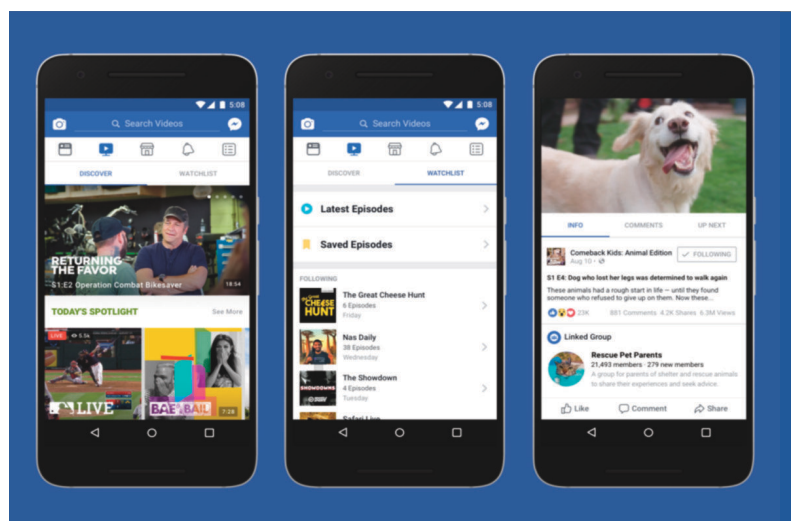 5:08
Search Videos
DISCOVER WATCHLIST
RETURNING
THE FAVOR
S1:E2 Operation Combat Bikesaver
18:54
TODAY'S SPOTLIGHT See More
LIVE 5.5k
LIVE
BAE BAIL
7:28
5:08
Search Videos
DISCOVER WATCHLIST
Latest Episodes
Saved Episodes
FOLLOWING
CHEESE
HUNT
The Great Cheese Hunt
6 Episodes
Friday
Nas Daily
38 Episodes
Wednesday
SHOWDOWNS
The Showdown
4 Episodes
Tuesday
Safari Live
INFO COMMENTS UP NEXT
Comeback Kids: Animal Edition
Aug 10
FOLLOWING
S1 E4: Dog who lost her legs was determined to walk again
These animals had a rough start in life — until they found
someone who refused to give up on them. Now these...
23K 881 Comments 4.2K Shares 6.3M Views
Linked Group
Rescue Pet Parents
21,493 members · 279 new members
A group for parents of shelter and rescue animals
to share their experiences and seek advice.
Like Comment Share